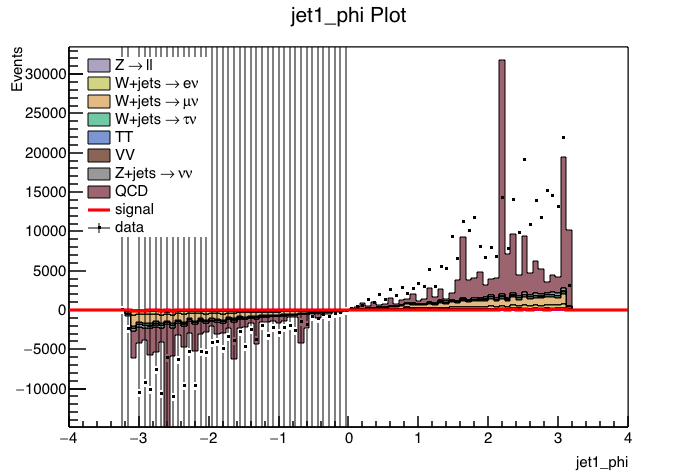 jet1_phi Plot
Events
30000
25000
20000
15000
10000
5000
0
−5000
−10000
Z → ll
W+jets → eν
W+jets → μν
W+jets → τν
TT
VV
Z+jets → νν
QCD
signal
data
−4 −3 −2 −1 0 1 2 3 4
jet1_phi